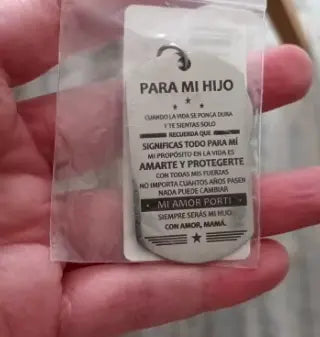 PARA MI HIJO
CUANDO LA VIDA SE PONGA DURA
Y TE SIENTAS SOLO
RECUERDA QUE
SIGNIFICAS TODO PARA MÍ
MI PROPÓSITO EN LA VIDA ES
AMARTE Y PROTEGERTE
CON TODAS MIS FUERZAS
NO IMPORTA CUANTOS AÑOS PASEN
NADA PUEDE CAMBIAR
MI AMOR POR TI
SIEMPRE SERÁS MI HIJO.
CON AMOR, MAMÁ.